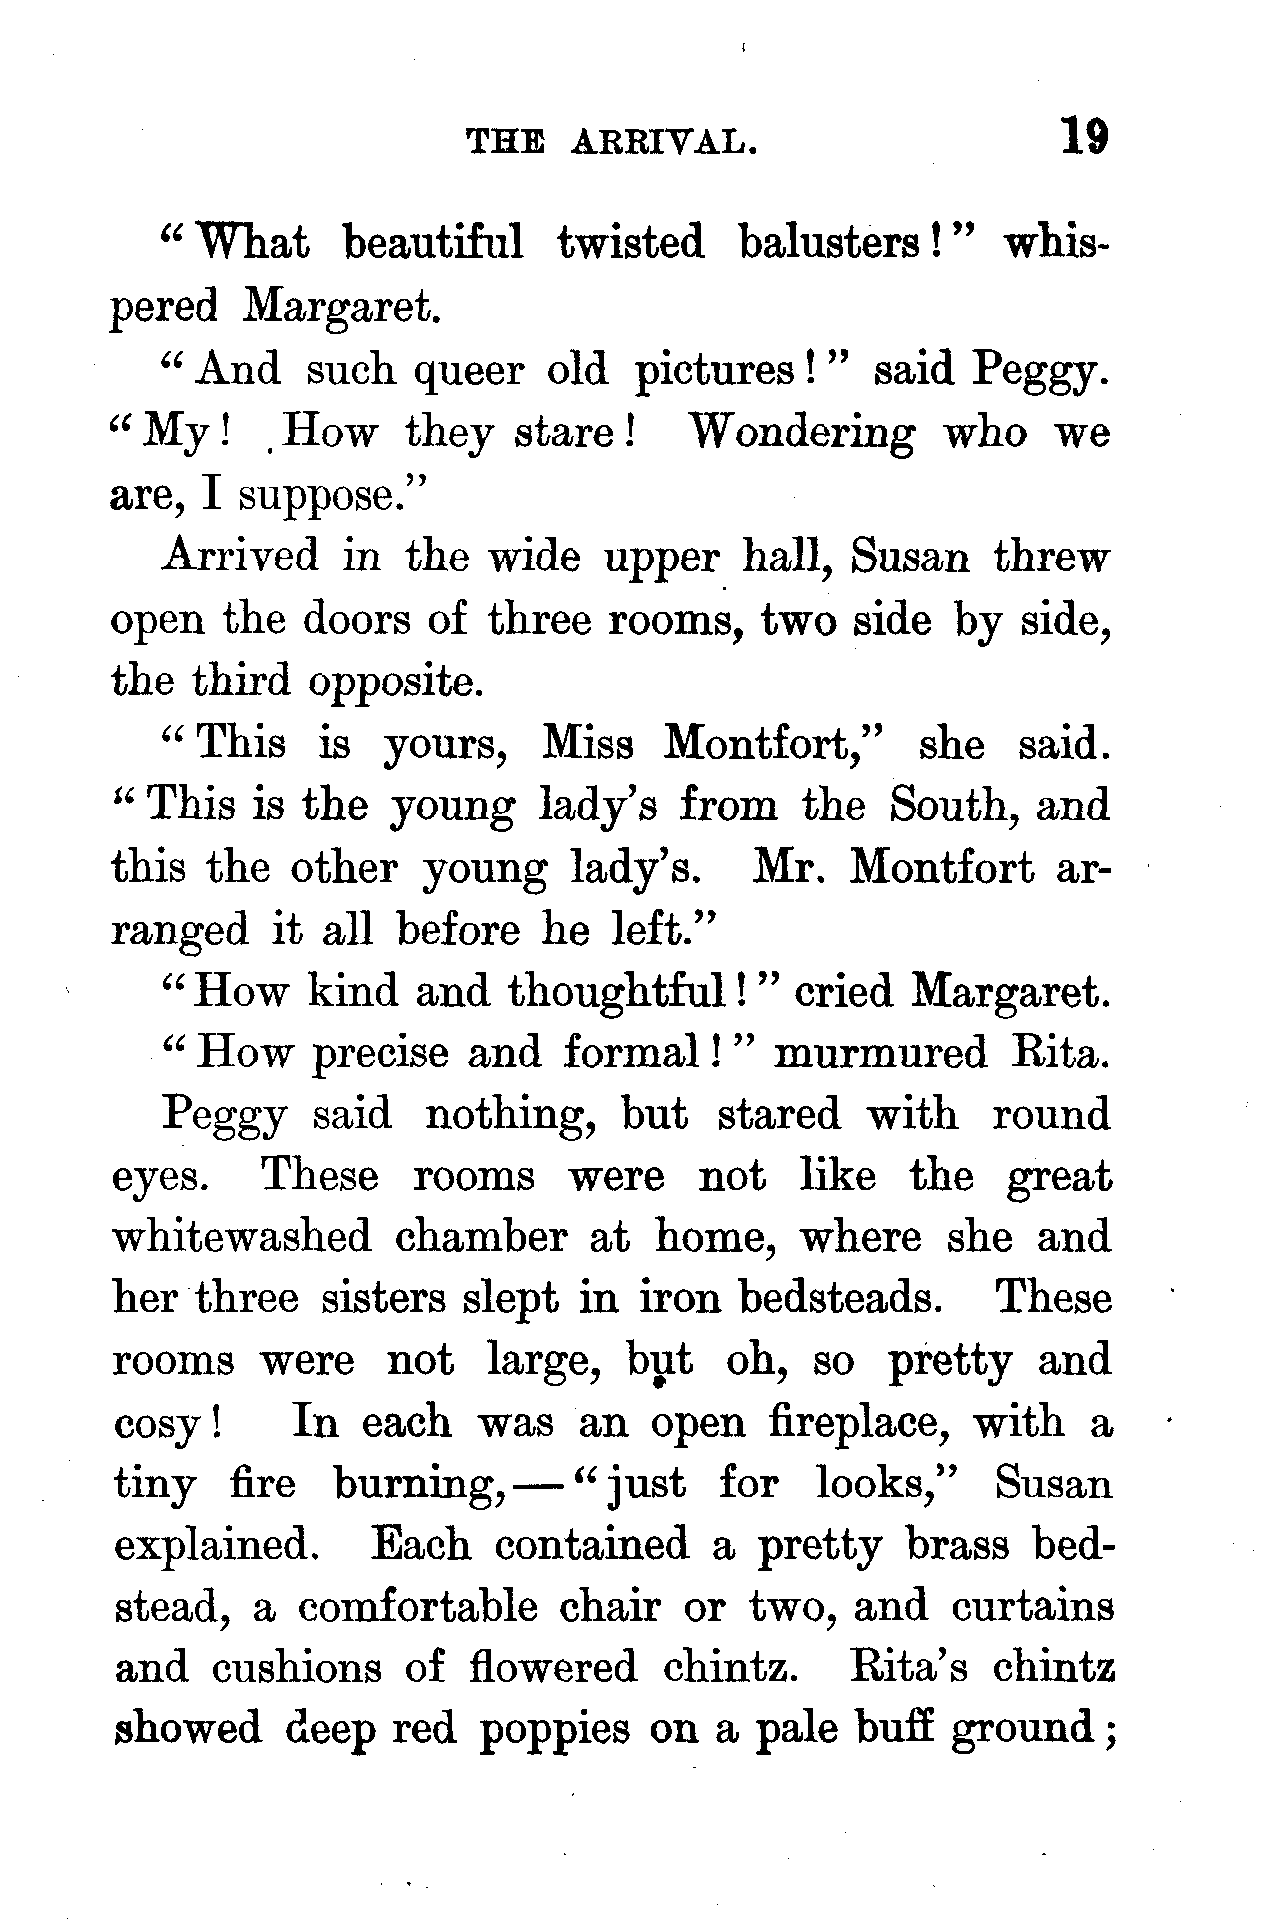 THE ARRIVAL. 19
“What beautiful twisted balusters!” whis-
pered Margaret.
“And such queer old pictures!” said Peggy.
“My! How they stare! Wondering who we
are, I suppose.”
Arrived in the wide upper hall, Susan threw
open the doors of three rooms, two side by side,
the third opposite.
“This is yours, Miss Montfort,” she said.
“This is the young lady’s from the South, and
this the other young lady’s. Mr. Montfort ar-
ranged it all before he left.”
“How kind and thoughtful!” cried Margaret.
“How precise and formal!” murmured Rita.
Peggy said nothing, but stared with round
eyes. These rooms were not like the great
whitewashed chamber at home, where she and
her three sisters slept in iron bedsteads. These
rooms were not large, but oh, so pretty and
cosy! In each was an open fireplace, with a
tiny fire burning,—“just for looks,” Susan
explained. Each contained a pretty brass bed-
stead, a comfortable chair or two, and curtains
and cushions of flowered chintz. Rita’s chintz
showed deep red poppies on a pale buff ground;